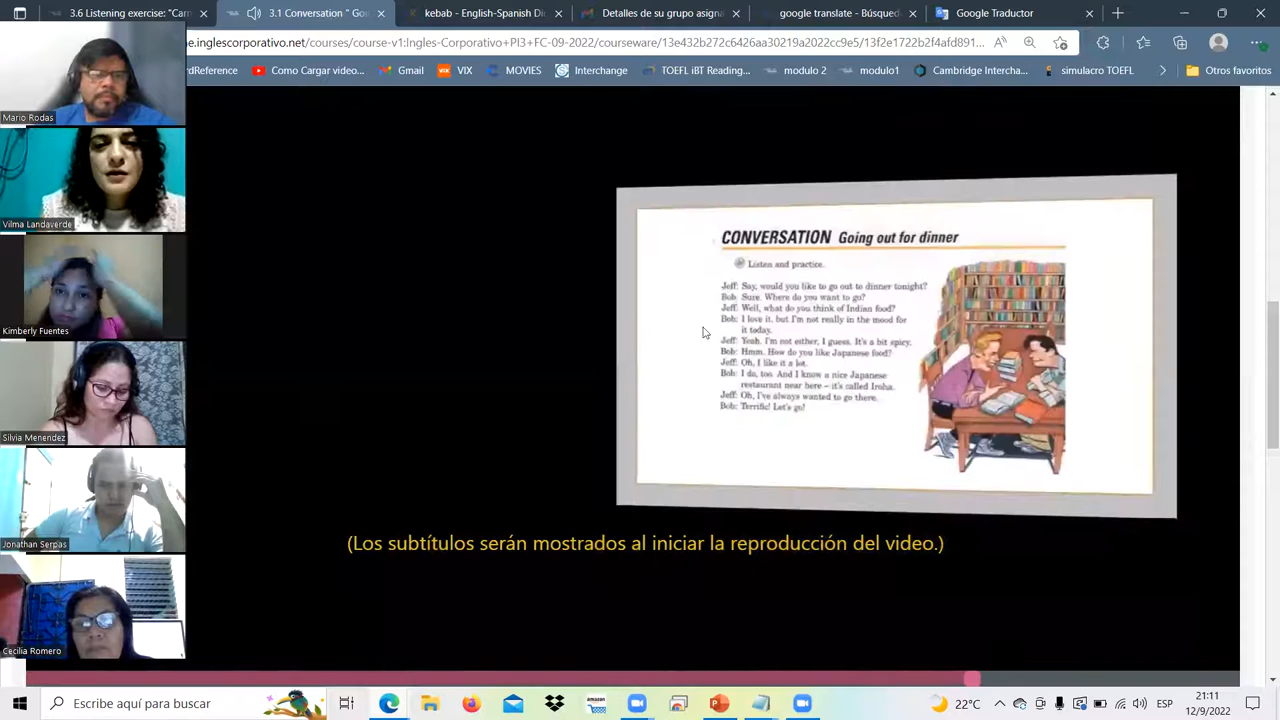 3.6 Listening exercise: "Can
3.1 Conversation " Goi
kebab - English-Spani
Detalles de su grupo asi
google translate - Búsqued
Google Traductor
e.inglescorporativo.net/courses/course-v1:Ingles-Corporativo+PI3+FC-09-2022/courseware/13e432b272c6426aa30219a2022cc9e5/13f2e1722b2f4afd891...
rdReference
Como Cargar video...
Gmail
VIX
MOVIES
Interchange
TOEFL iBT Reading...
modulo 2
modulo1
Cambridge Intercha...
simulacro TOEFL
Otros favoritos
Mario Rodas
Vilma Landaverde
Kimberly Fuentes
Silvia Menendez
Jonathan Serpas
Cecilia Romero
CONVERSATION Going out for dinner
Listen and practice.
Jeff: Say, would you like to go out to dinner tonight?
Bob: Sure. Where do you want to go?
Jeff: Well, what do you think of Indian food?
Bob: I love it, but I'm not really in the mood for
it today.
Jeff: Yeah. I'm not either, I guess. It's a bit spicy.
Bob: Hmm. How do you like Japanese food?
Jeff: Oh, I like it a lot.
Bob: I do, too. And I know a nice Japanese
restaurant near here – it's called Iroha.
Jeff: Oh, I've always wanted to go there.
Bob: Terrific! Let's go!
(Los subtítulos serán mostrados al iniciar la reproducción del video.)
Escribe aquí para buscar
amazon
22°C
ESP
21:11
12/9/2022